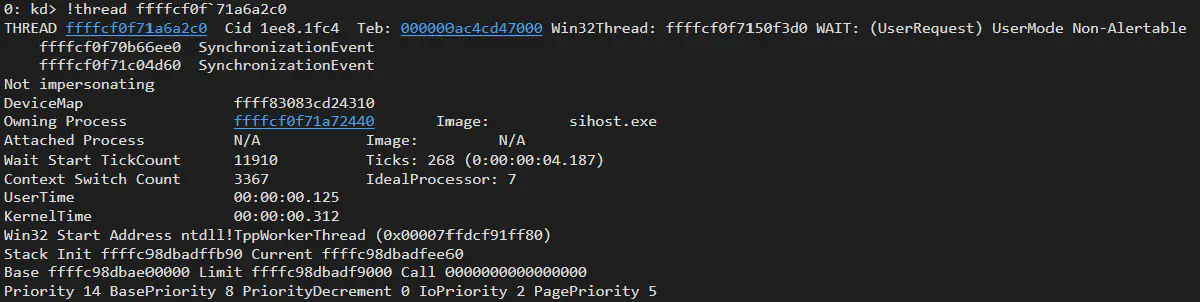 0: kd> !thread ffffcf0f`71a6a2c0
THREAD ffffcf0f71a6a2c0  Cid 1ee8.1fc4  Teb: 000000ac4cd47000 Win32Thread: ffffcf0f7150f3d0 WAIT: (UserRequest) UserMode Non-Alertable
    ffffcf0f70b66ee0  SynchronizationEvent
    ffffcf0f71c04d60  SynchronizationEvent
Not impersonating
DeviceMap                 ffff83083cd24310
Owning Process            ffffcf0f71a72440       Image:         sihost.exe
Attached Process          N/A            Image:         N/A
Wait Start TickCount      11910          Ticks: 268 (0:00:00:04.187)
Context Switch Count      3367           IdealProcessor: 7
UserTime                  00:00:00.125
KernelTime                00:00:00.312
Win32 Start Address ntdll!TppWorkerThread (0x00007ffdcf91ff80)
Stack Init ffffc98dbadffb90 Current ffffc98dbadfee60
Base ffffc98dbae00000 Limit ffffc98dbadf9000 Call 0000000000000000
Priority 14 BasePriority 8 PriorityDecrement 0 IoPriority 2 PagePriority 5